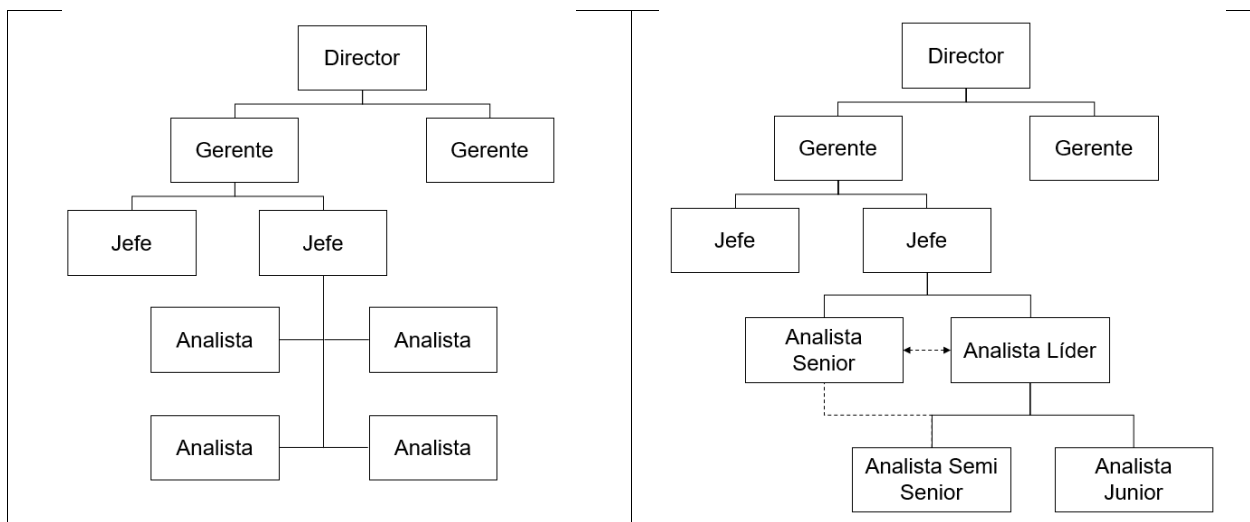 Director
Gerente
Gerente
Jefe
Jefe
Analista
Analista
Analista
Analista
Director
Gerente
Gerente
Jefe
Jefe
Analista
Senior
Analista Líder
Analista Semi
Senior
Analista
Junior